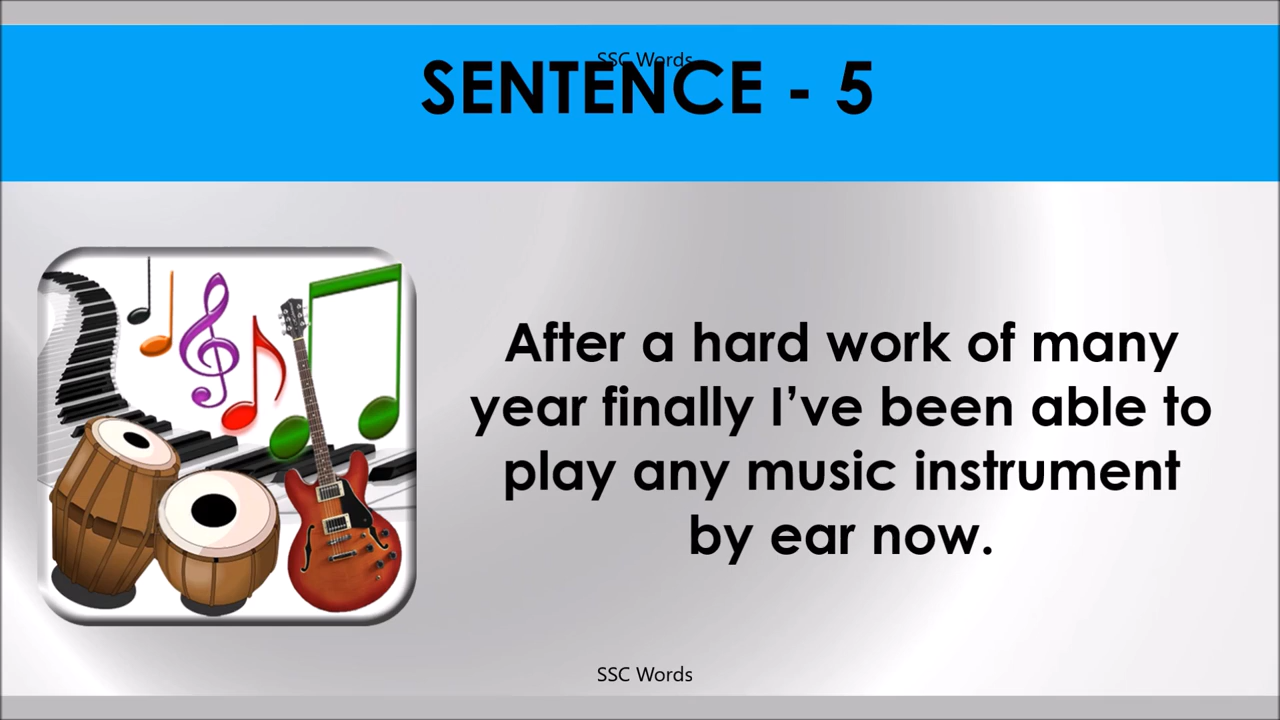 SSC Words
SENTENCE - 5
After a hard work of many
year finally I’ve been able to
play any music instrument
by ear now.
SSC Words